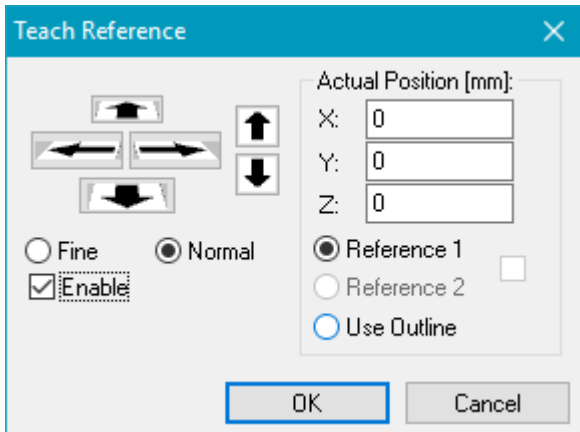 Teach Reference
Actual Position [mm]:
X: 0
Y: 0
Z: 0
Fine
Normal
Enable
Reference 1
Reference 2
Use Outline
OK
Cancel